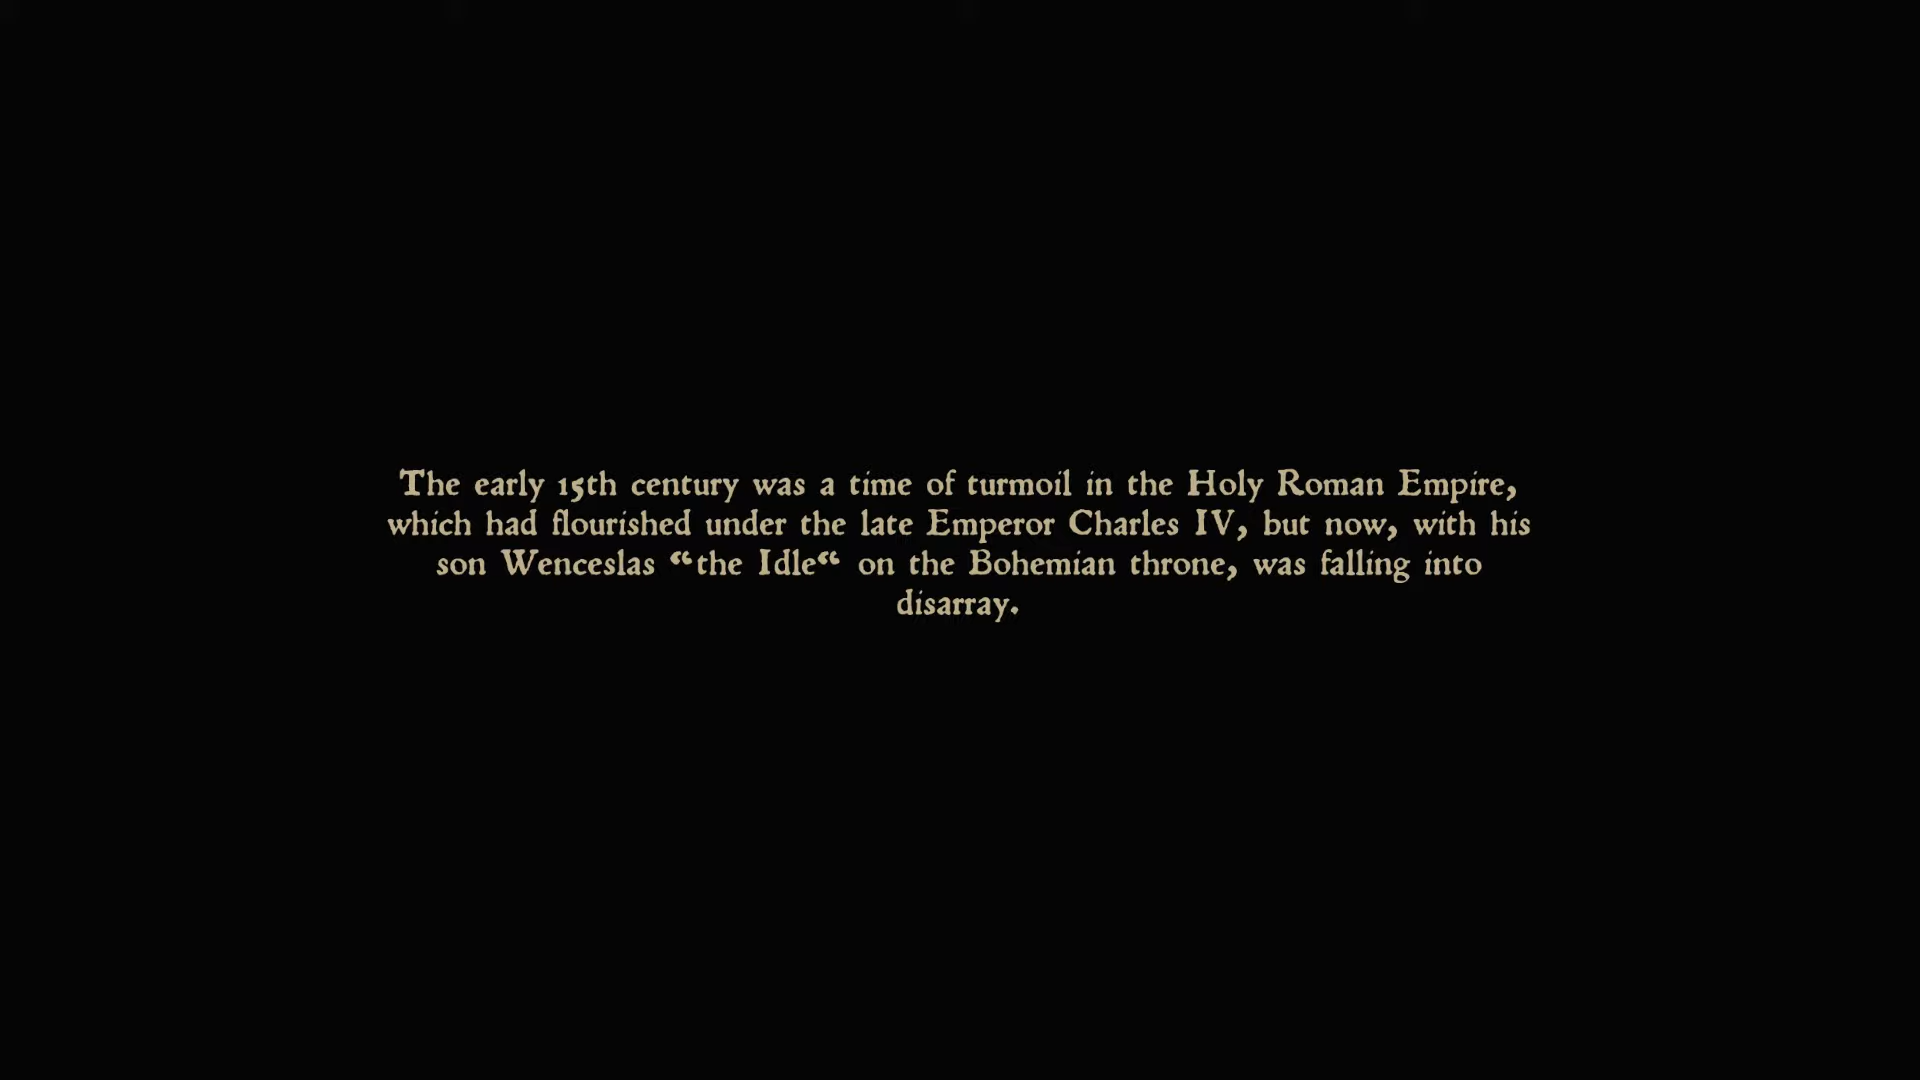 The early 15th century was a time of turmoil in the Holy Roman Empire,
which had flourished under the late Emperor Charles IV, but now, with his
son Wenceslas “the Idle“ on the Bohemian throne, was falling into
disarray.